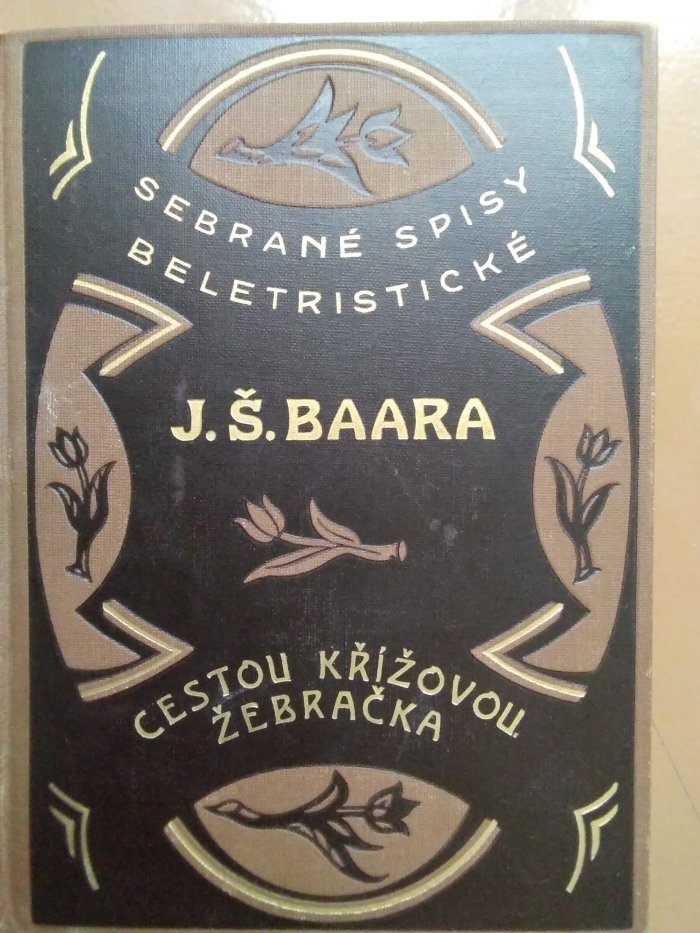 SEBRANÉ SPISY
BELETRISTICKÉ
J. Š. BAARA
CESTOU KŘÍŽOVOU.
ŽEBRAČKA